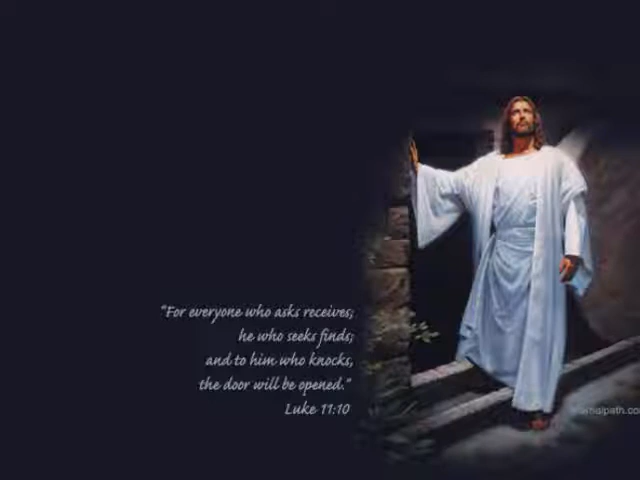 “For everyone who asks receives;
he who seeks finds;
and to him who knocks,
the door will be opened.”
Luke 11:10